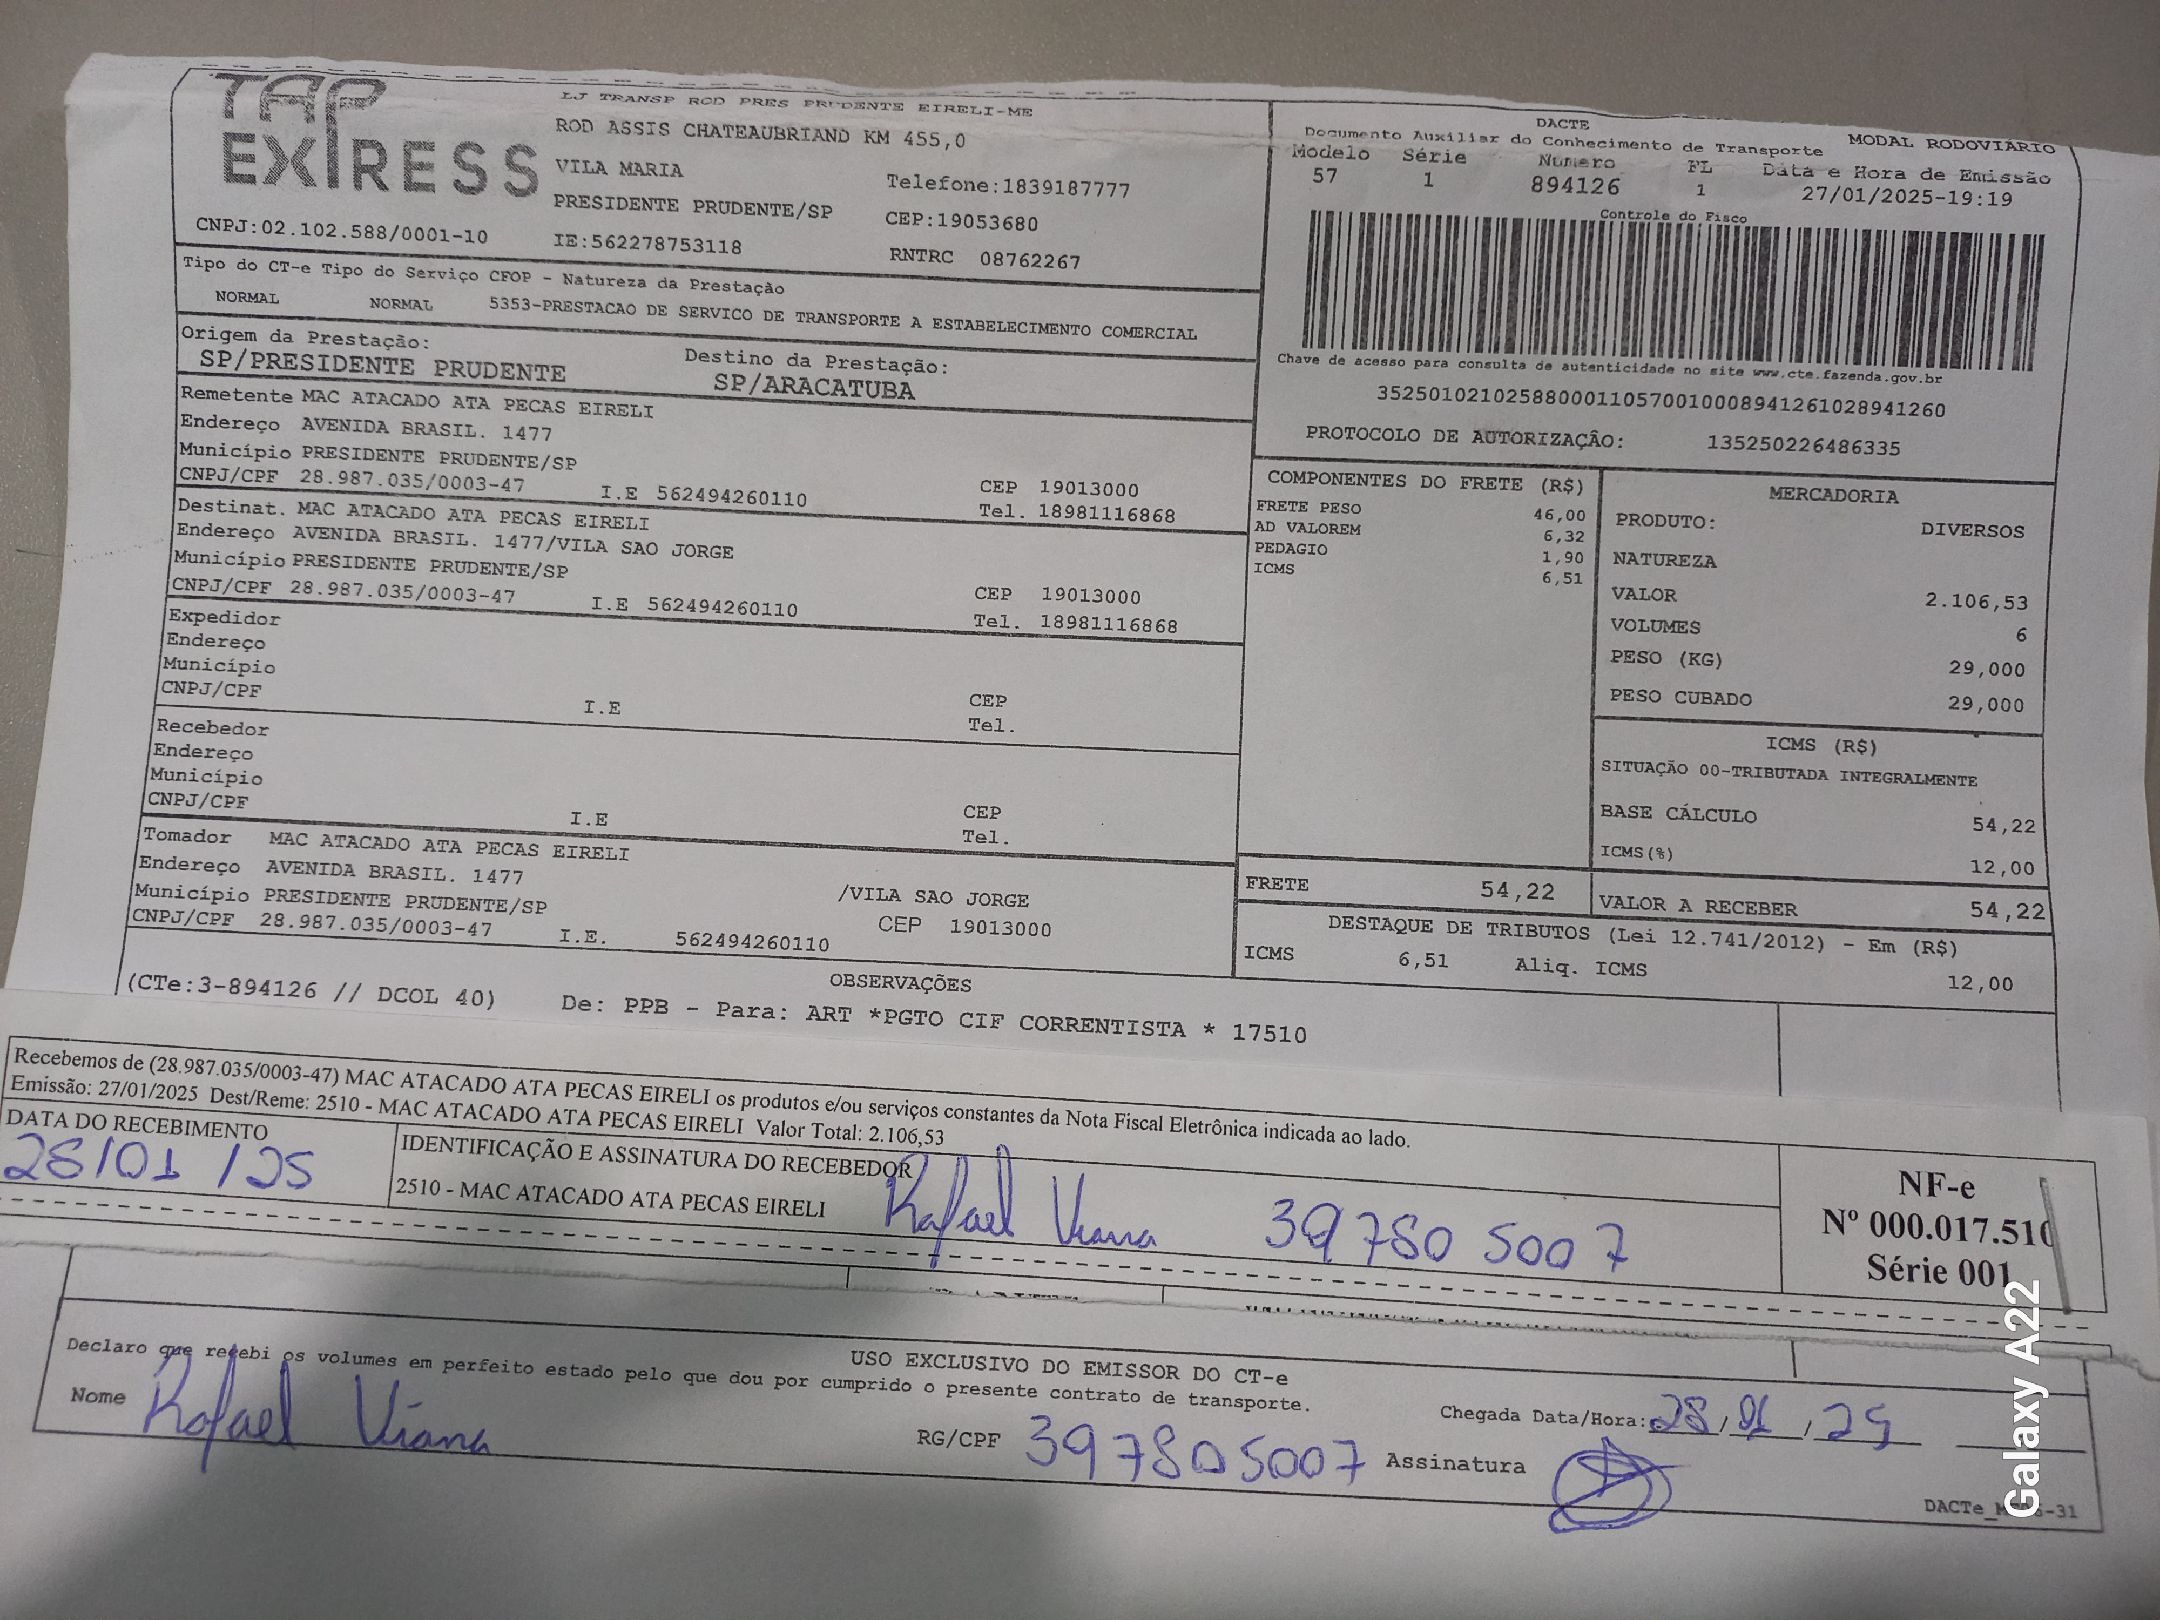 TAP
EXPRESS
LJ TRANSP ROD PRES PRUDENTE EIRELI-ME
ROD ASSIS CHATEAUBRIAND KM 455,0
VILA MARIA
Telefone:1839187777
PRESIDENTE PRUDENTE/SP
CEP:19053680
CNPJ:02.102.588/0001-10
IE:562278753118
RNTRC 08762267
DACTE
Documento Auxiliar do Conhecimento de Transporte
MODAL RODOVIÁRIO
Modelo Série Número FL Data e Hora de Emissão
57 1 894126 1 27/01/2025-19:19
Controle do Fisco
Chave de acesso para consulta de autenticidade no site www.cte.fazenda.gov.br
35250102102588000110570010008941261028941260
PROTOCOLO DE AUTORIZAÇÃO: 135250226486335
Tipo do CT-e Tipo do Serviço CFOP - Natureza da Prestação
NORMAL NORMAL 5353-PRESTACAO DE SERVICO DE TRANSPORTE A ESTABELECIMENTO COMERCIAL
Origem da Prestação: Destino da Prestação:
SP/PRESIDENTE PRUDENTE SP/ARACATUBA
Remetente MAC ATACADO ATA PECAS EIRELI
Endereço AVENIDA BRASIL. 1477
Município PRESIDENTE PRUDENTE/SP CEP 19013000
CNPJ/CPF 28.987.035/0003-47 I.E 562494260110 Tel. 18981116868
Destinat. MAC ATACADO ATA PECAS EIRELI
Endereço AVENIDA BRASIL. 1477/VILA SAO JORGE
Município PRESIDENTE PRUDENTE/SP CEP 19013000
CNPJ/CPF 28.987.035/0003-47 I.E 562494260110 Tel. 18981116868
Expedidor
Endereço
Município CEP
CNPJ/CPF I.E Tel.
Recebedor
Endereço
Município CEP
CNPJ/CPF I.E Tel.
Tomador MAC ATACADO ATA PECAS EIRELI
Endereço AVENIDA BRASIL. 1477 /VILA SAO JORGE
Município PRESIDENTE PRUDENTE/SP CEP 19013000
CNPJ/CPF 28.987.035/0003-47 I.E. 562494260110
COMPONENTES DO FRETE (R$)
FRETE PESO 46,00
AD VALOREM 6,32
PEDAGIO 1,90
ICMS 6,51
MERCADORIA
PRODUTO: DIVERSOS
NATUREZA
VALOR 2.106,53
VOLUMES 6
PESO (KG) 29,000
PESO CUBADO 29,000
ICMS (R$)
SITUAÇÃO 00-TRIBUTADA INTEGRALMENTE
BASE CÁLCULO 54,22
ICMS(%) 12,00
FRETE 54,22
VALOR A RECEBER 54,22
DESTAQUE DE TRIBUTOS (Lei 12.741/2012) - Em (R$)
ICMS 6,51 Aliq. ICMS 12,00
OBSERVAÇÕES
(CTe:3-894126 // DCOL 40) De: PPB - Para: ART *PGTO CIF CORRENTISTA * 17510
Recebemos de (28.987.035/0003-47) MAC ATACADO ATA PECAS EIRELI os produtos e/ou serviços constantes da Nota Fiscal Eletrônica indicada ao lado.
Emissão: 27/01/2025 Dest/Reme: 2510 - MAC ATACADO ATA PECAS EIRELI Valor Total: 2.106,53
DATA DO RECEBIMENTO
28/01/25
IDENTIFICAÇÃO E ASSINATURA DO RECEBEDOR
2510 - MAC ATACADO ATA PECAS EIRELI Rafael Viana 397805007
NF-e
Nº 000.017.510
Série 001
USO EXCLUSIVO DO EMISSOR DO CT-e
Declaro que recebi os volumes em perfeito estado pelo que dou por cumprido o presente contrato de transporte.
Nome Rafael Viana RG/CPF 397805007
Chegada Data/Hora: 28/01/25
Assinatura
Galaxy A22